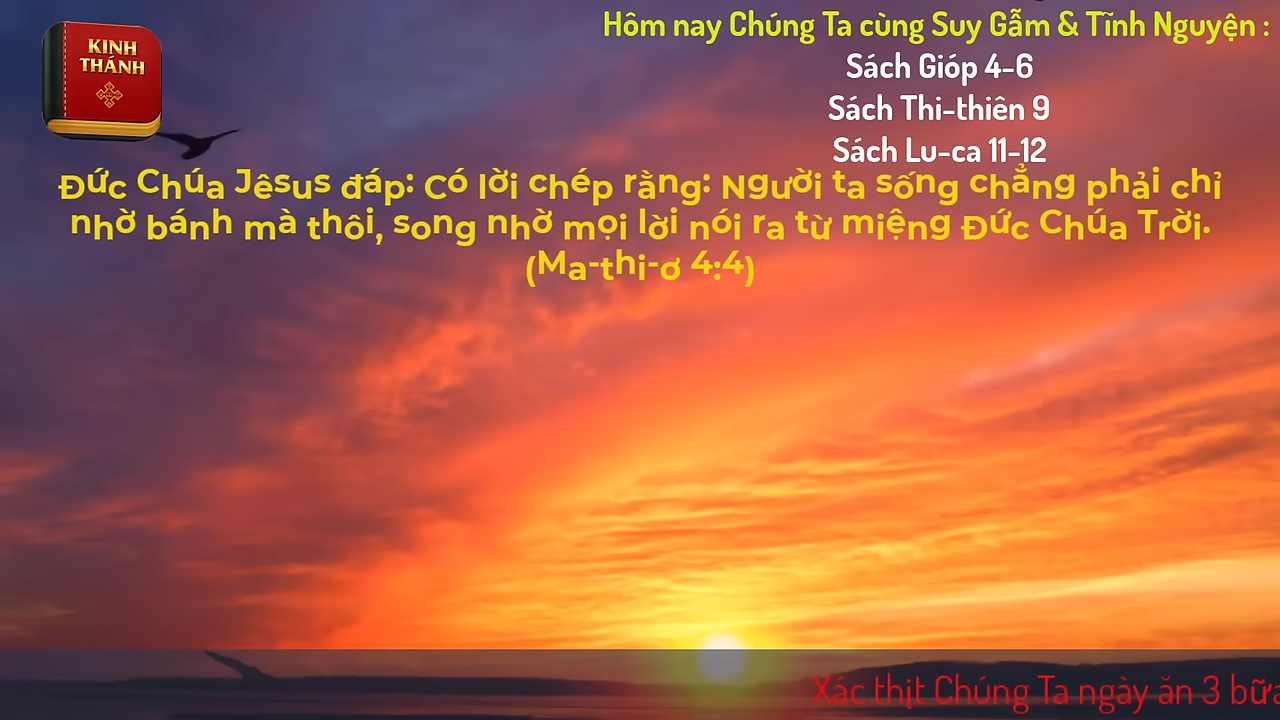 KINH
THÁNH
Hôm nay Chúng Ta cùng Suy Gẫm & Tĩnh Nguyện :
Sách Gióp 4-6
Sách Thi-thiên 9
Sách Lu-ca 11-12
Đức Chúa Jêsus đáp: Có lời chép rằng: Người ta sống chẳng phải chỉ
nhờ bánh mà thôi, song nhờ mọi lời nói ra từ miệng Đức Chúa Trời.
(Ma-thi-ơ 4:4)
Xác thịt Chúng Ta ngày ăn 3 bữa